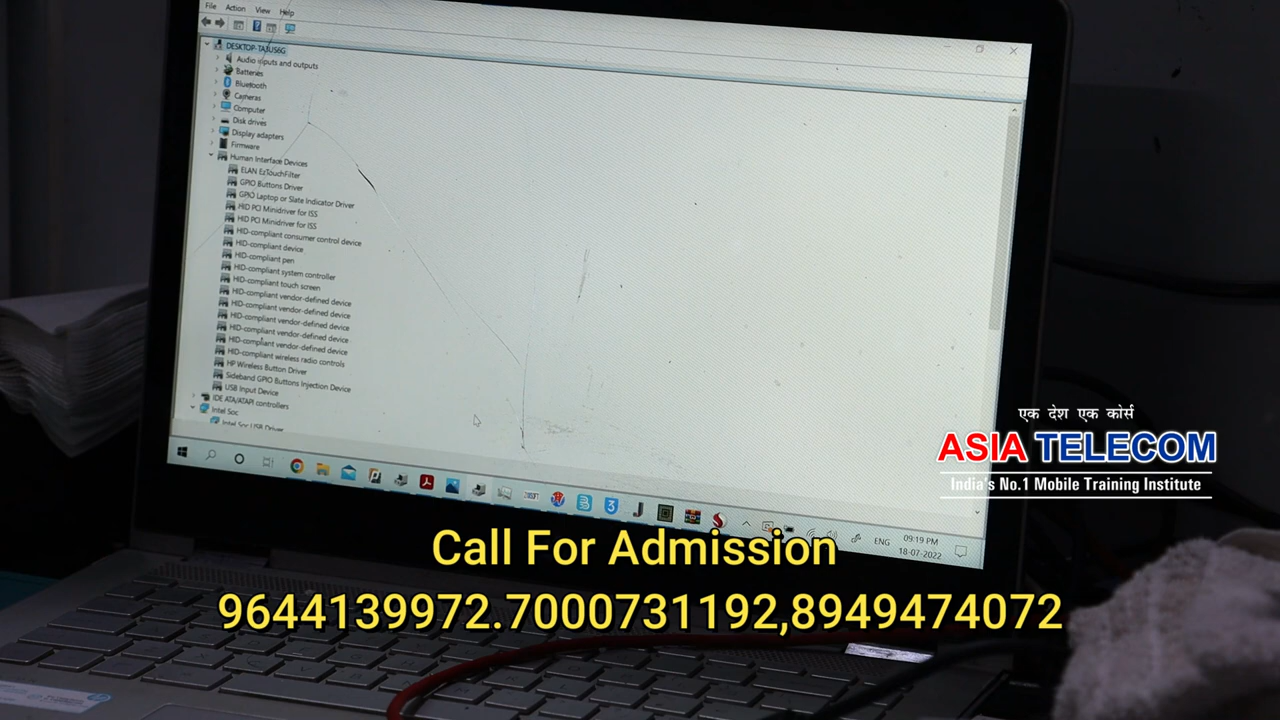 File Action View Help
DESKTOP-TA3US6G
Audio inputs and outputs
Batteries
Bluetooth
Cameras
Computer
Disk drives
Display adapters
Firmware
Human Interface Devices
ELAN EzTouchFilter
GPIO Buttons Driver
GPIO Laptop or Slate Indicator Driver
HID PCI Minidriver for ISS
HID PCI Minidriver for ISS
HID-compliant consumer control device
HID-compliant device
HID-compliant pen
HID-compliant system controller
HID-compliant touch screen
HID-compliant vendor-defined device
HID-compliant vendor-defined device
HID-compliant vendor-defined device
HID-compliant vendor-defined device
HID-compliant vendor-defined device
HID-compliant wireless radio controls
HP Wireless Button Driver
Sideband GPIO Buttons Injection Device
USB Input Device
IDE ATA/ATAPI controllers
Intel Soc
Intel Soc USB Driver
ENG
09:19 PM
18-07-2022
एक देश एक कोर्स
ASIA TELECOM
India's No.1 Mobile Training Institute
Call For Admission
9644139972.7000731192,8949474072